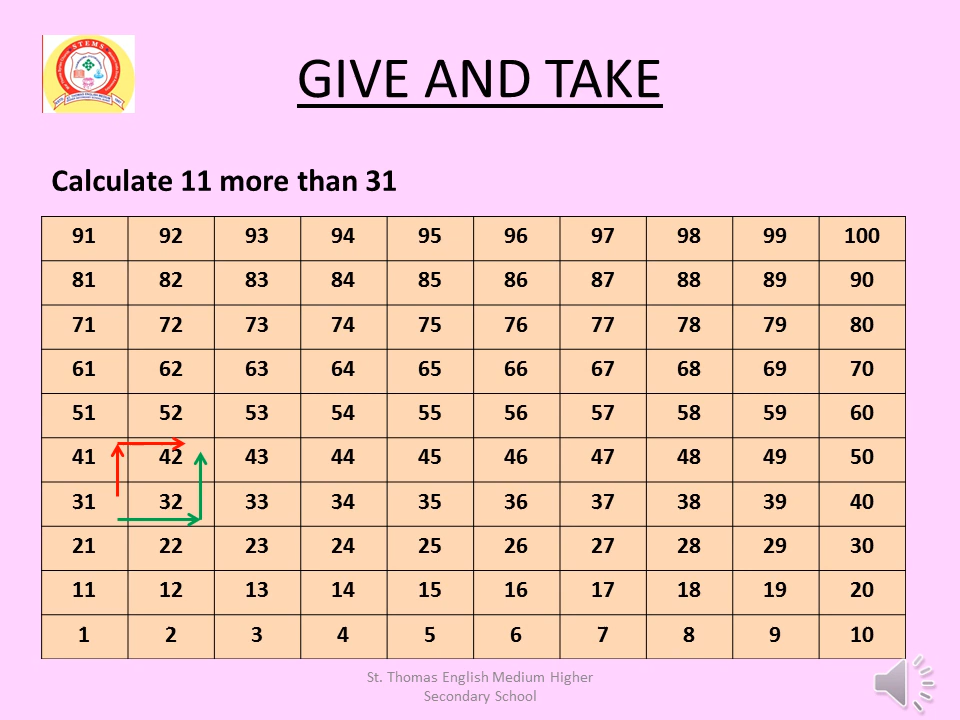 STEMS
GIVE AND TAKE
Calculate 11 more than 31
91 92 93 94 95 96 97 98 99 100
81 82 83 84 85 86 87 88 89 90
71 72 73 74 75 76 77 78 79 80
61 62 63 64 65 66 67 68 69 70
51 52 53 54 55 56 57 58 59 60
41 42 43 44 45 46 47 48 49 50
31 32 33 34 35 36 37 38 39 40
21 22 23 24 25 26 27 28 29 30
11 12 13 14 15 16 17 18 19 20
1 2 3 4 5 6 7 8 9 10
St. Thomas English Medium Higher
Secondary School